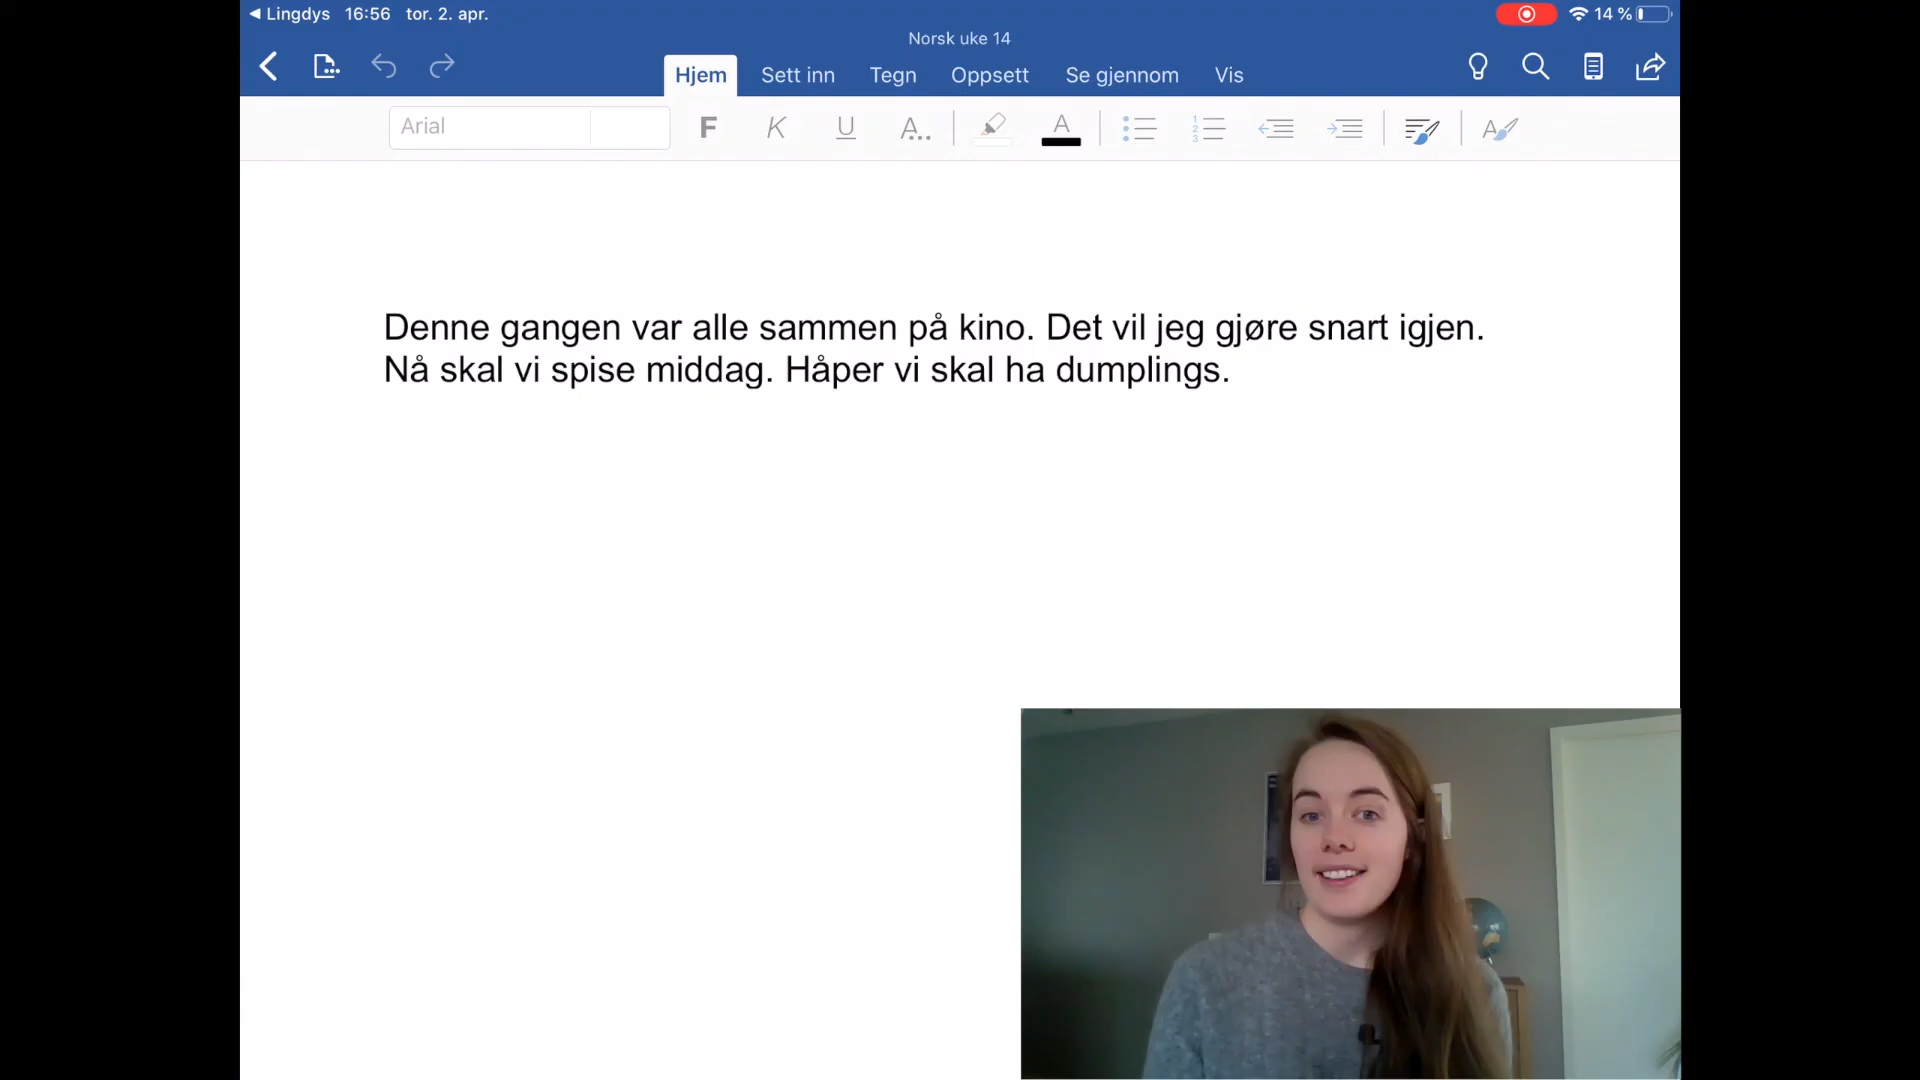 Lingdys 16:56 tor. 2. apr. 14 %
Norsk uke 14
Hjem Sett inn Tegn Oppsett Se gjennom Vis
Arial F K U A.. A A
Denne gangen var alle sammen på kino. Det vil jeg gjøre snart igjen.
Nå skal vi spise middag. Håper vi skal ha dumplings.